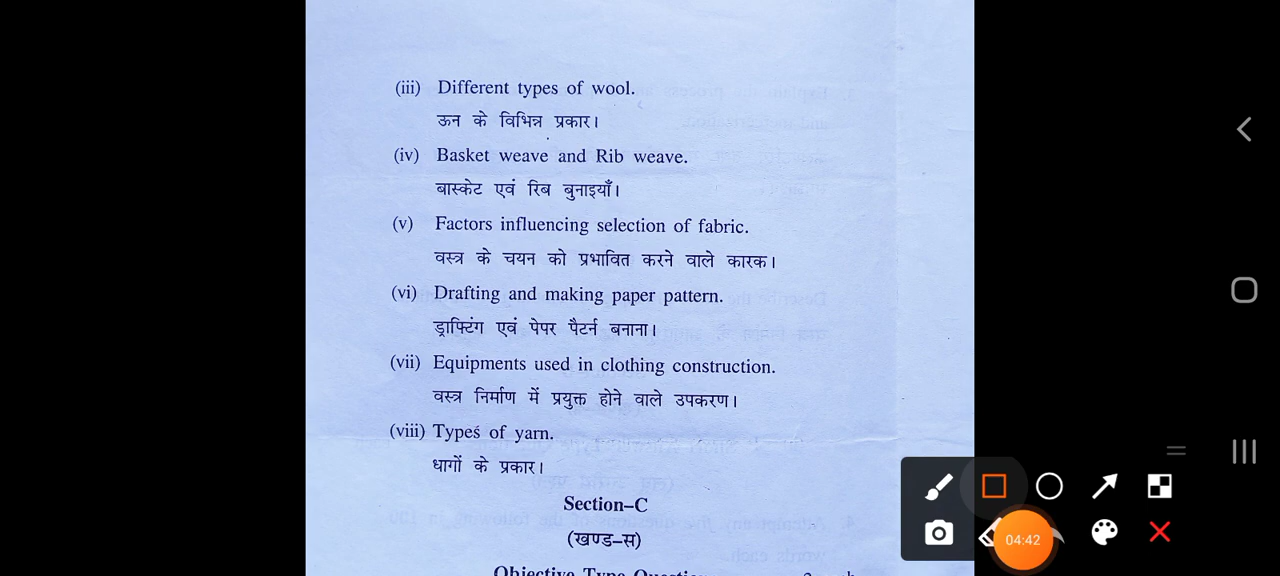 (iii) Different types of wool.
ऊन के विभिन्न प्रकार।
(iv) Basket weave and Rib weave.
बास्केट एवं रिब बुनाइयाँ।
(v) Factors influencing selection of fabric.
वस्त्र के चयन को प्रभावित करने वाले कारक।
(vi) Drafting and making paper pattern.
ड्राफ्टिंग एवं पेपर पैटर्न बनाना।
(vii) Equipments used in clothing construction.
वस्त्र निर्माण में प्रयुक्त होने वाले उपकरण।
(viii) Types of yarn.
धागों के प्रकार।
Section–C
(खण्ड–स)
Objective Type
04:42